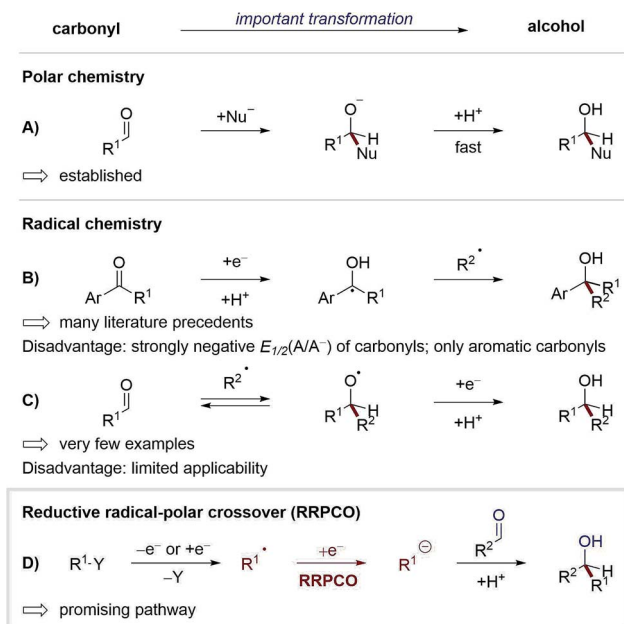 carbonyl important transformation alcohol
Polar chemistry
A) O R¹ +Nu⁻ O⁻ R¹ H Nu +H⁺ fast OH R¹ H Nu
⇨ established
Radical chemistry
B) O Ar R¹ +e⁻ +H⁺ OH Ar R¹ R²• OH Ar R¹ R²
⇨ many literature precedents
Disadvantage: strongly negative E1/2(A/A⁻) of carbonyls; only aromatic carbonyls
C) O R¹ R²• O• R¹ H R² +e⁻ +H⁺ OH R¹ H R²
⇨ very few examples
Disadvantage: limited applicability
Reductive radical-polar crossover (RRPCO)
D) R¹-Y –e⁻ or +e⁻ –Y R¹• +e⁻ RRPCO R¹⊖ O R² +H⁺ OH R² H R¹
⇨ promising pathway